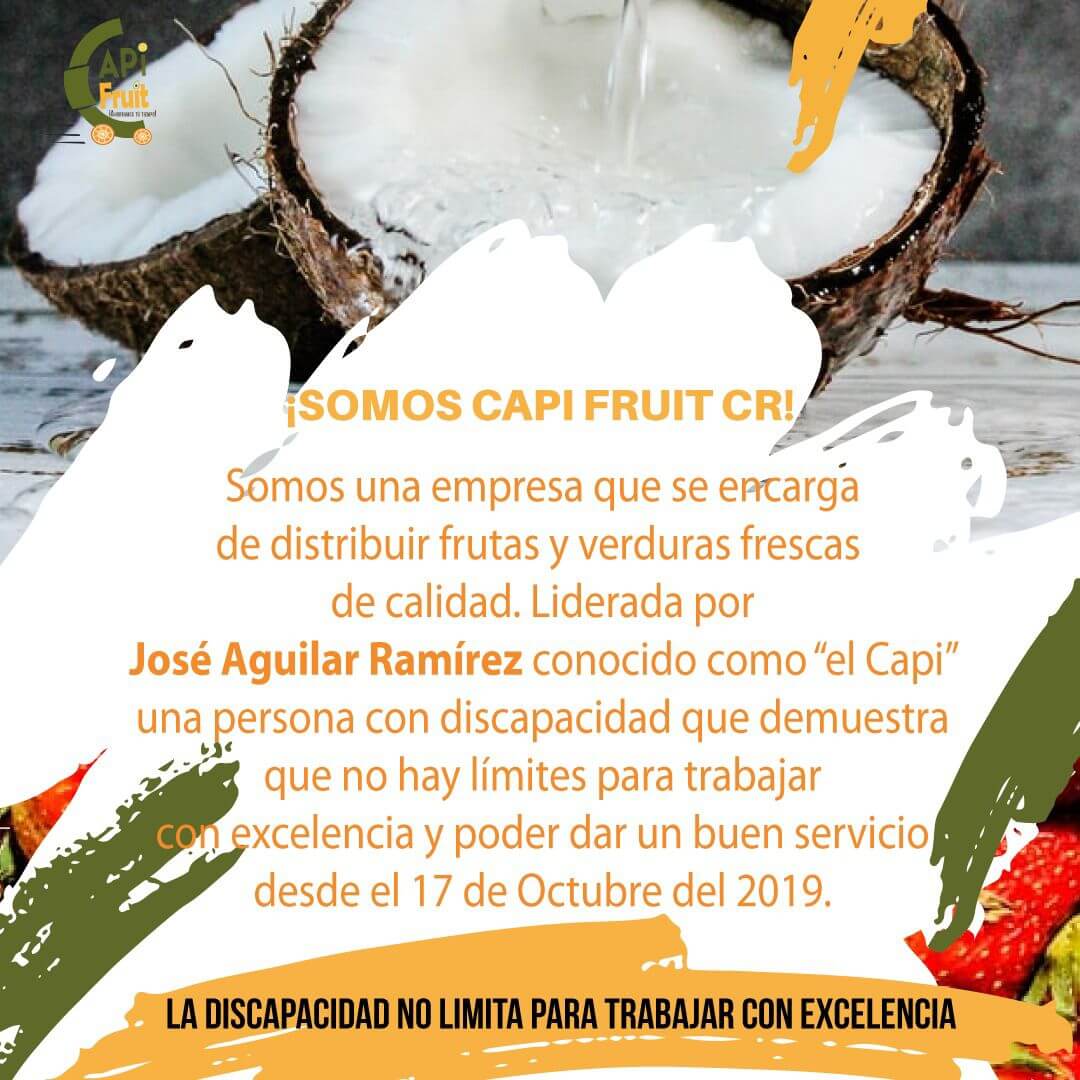 CAPi
Fruit
¡SOMOS CAPI FRUIT CR!
Somos una empresa que se encarga
de distribuir frutas y verduras frescas
de calidad. Liderada por
José Aguilar Ramírez conocido como “el Capi”
una persona con discapacidad que demuestra
que no hay límites para trabajar
con excelencia y poder dar un buen servicio
desde el 17 de Octubre del 2019.
LA DISCAPACIDAD NO LIMITA PARA TRABAJAR CON EXCELENCIA